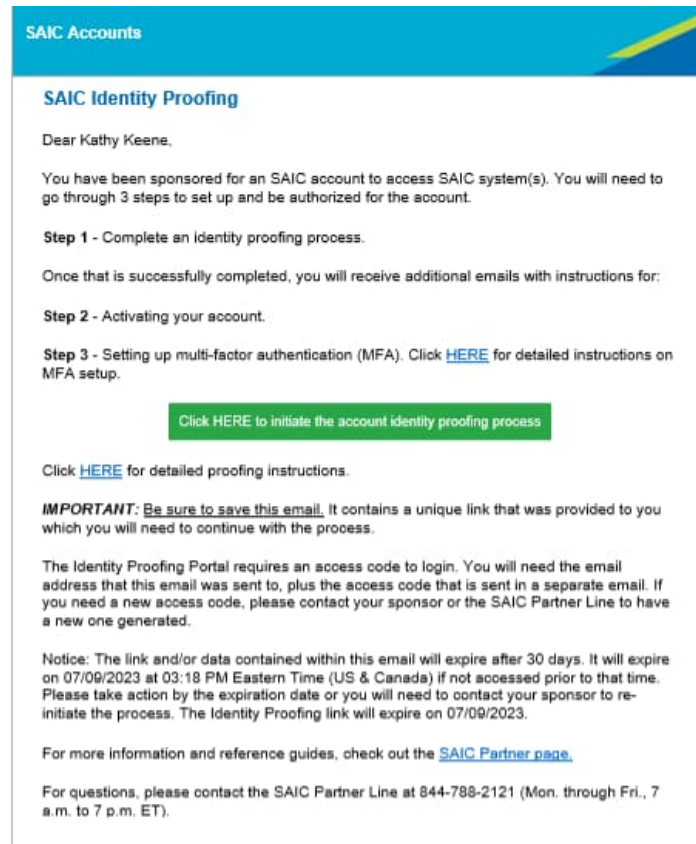 SAIC Accounts
SAIC Identity Proofing
Dear Kathy Keene,
You have been sponsored for an SAIC account to access SAIC system(s). You will need to
go through 3 steps to set up and be authorized for the account.
Step 1 - Complete an identity proofing process.
Once that is successfully completed, you will receive additional emails with instructions for:
Step 2 - Activating your account.
Step 3 - Setting up multi-factor authentication (MFA). Click HERE for detailed instructions on
MFA setup.
Click HERE to initiate the account identity proofing process
Click HERE for detailed proofing instructions.
IMPORTANT: Be sure to save this email. It contains a unique link that was provided to you
which you will need to continue with the process.
The Identity Proofing Portal requires an access code to login. You will need the email
address that this email was sent to, plus the access code that is sent in a separate email. If
you need a new access code, please contact your sponsor or the SAIC Partner Line to have
a new one generated.
Notice: The link and/or data contained within this email will expire after 30 days. It will expire
on 07/09/2023 at 03:18 PM Eastern Time (US & Canada) if not accessed prior to that time.
Please take action by the expiration date or you will need to contact your sponsor to re-
initiate the process. The Identity Proofing link will expire on 07/09/2023.
For more information and reference guides, check out the SAIC Partner page.
For questions, please contact the SAIC Partner Line at 844-788-2121 (Mon. through Fri., 7
a.m. to 7 p.m. ET).